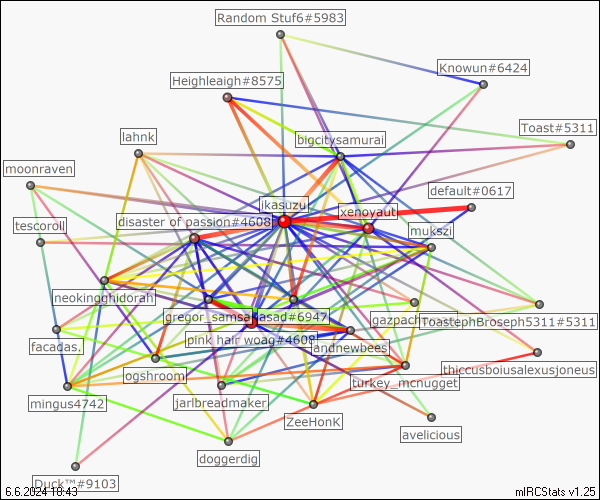 Random Stuf6#5983
Knowun#6424
Heighleaigh#8575
Toast#5311
lahnk
bigcitysamurai
moonraven
default#0617
ikasuzu
xenoyaut
tescoroll
disaster of passion#4608
mukszi
neokingghidorah
gregor_samsa
asad#6947
gazpach
ToastephBroseph5311#5311
pink hair woag#4608
andnewbees
facadas.
ogshroom
turkey_mcnugget
thiccusboiusalexusjoneus
mingus4742
jarlbreadmaker
ZeeHonK
avelicious
doggerdig
Duck™#9103
6.6.2024 18:43
mIRCStats v1.25